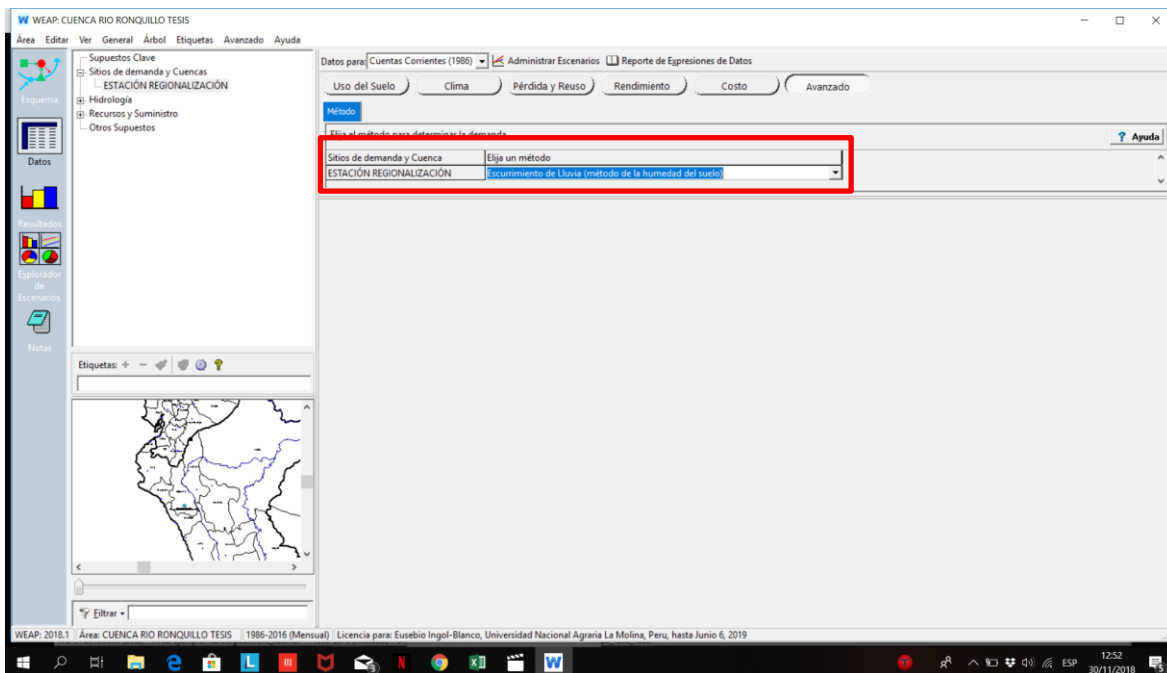 WEAP: CUENCA RIO RONQUILLO TESIS
Área Editar Ver General Árbol Etiquetas Avanzado Ayuda
Esquema
Datos
Resultados
Explorador
de
Escenarios
Notas
Supuestos Clave
Sitios de demanda y Cuencas
ESTACIÓN REGIONALIZACIÓN
Hidrología
Recursos y Suministro
Otros Supuestos
Etiquetas:
Filtrar
Datos para: Cuentas Corrientes (1986) Administrar Escenarios Reporte de Expresiones de Datos
Uso del Suelo Clima Pérdida y Reuso Rendimiento Costo Avanzado
Método
Elija el método para determinar la demanda
? Ayuda
Sitios de demanda y Cuenca Elija un método
ESTACIÓN REGIONALIZACIÓN Escurrimiento de Lluvia (método de la humedad del suelo)
WEAP: 2018.1 Área: CUENCA RIO RONQUILLO TESIS 1986-2016 (Mensual) Licencia para: Eusebio Ingol-Blanco, Universidad Nacional Agraria La Molina, Peru, hasta Junio 6, 2019
ESP
12:52
30/11/2018